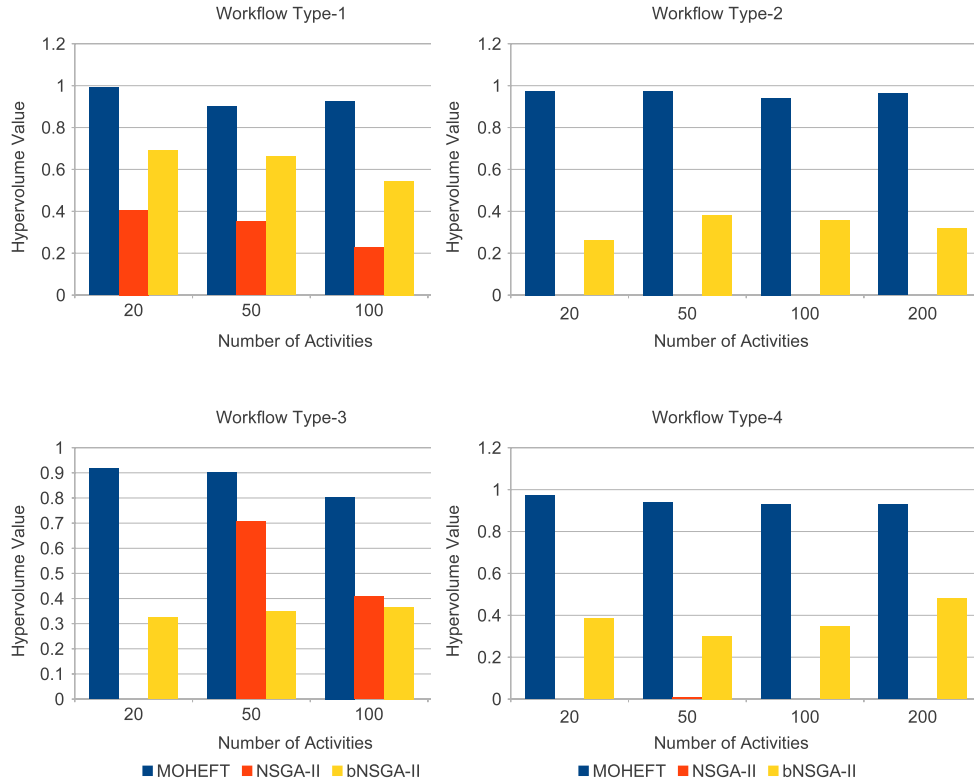 Workflow Type-1
Hypervolume Value
1.2
1
0.8
0.6
0.4
0.2
0
20 50 100
Number of Activities
Workflow Type-2
Hypervolume Value
1.2
1
0.8
0.6
0.4
0.2
0
20 50 100 200
Number of Activities
Workflow Type-3
Hypervolume Value
1
0.9
0.8
0.7
0.6
0.5
0.4
0.3
0.2
0.1
0
20 50 100
Number of Activities
Workflow Type-4
Hypervolume Value
1.2
1
0.8
0.6
0.4
0.2
0
20 50 100 200
Number of Activities
MOHEFT NSGA-II bNSGA-II
MOHEFT NSGA-II bNSGA-II